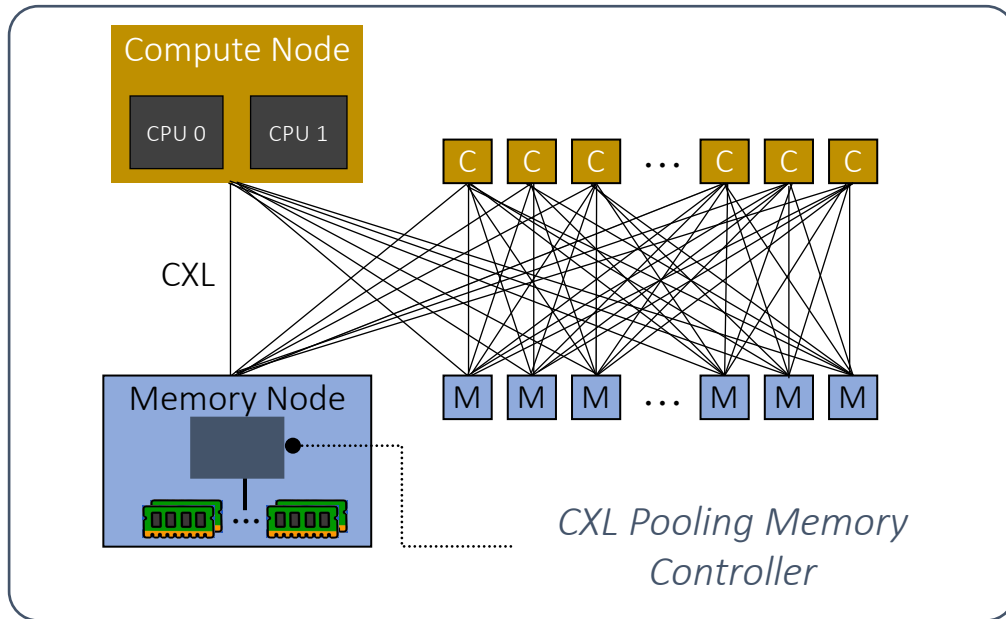 Compute Node
CPU 0 CPU 1
C C C ... C C C
CXL
Memory Node
M M M ... M M M
...
CXL Pooling Memory
Controller